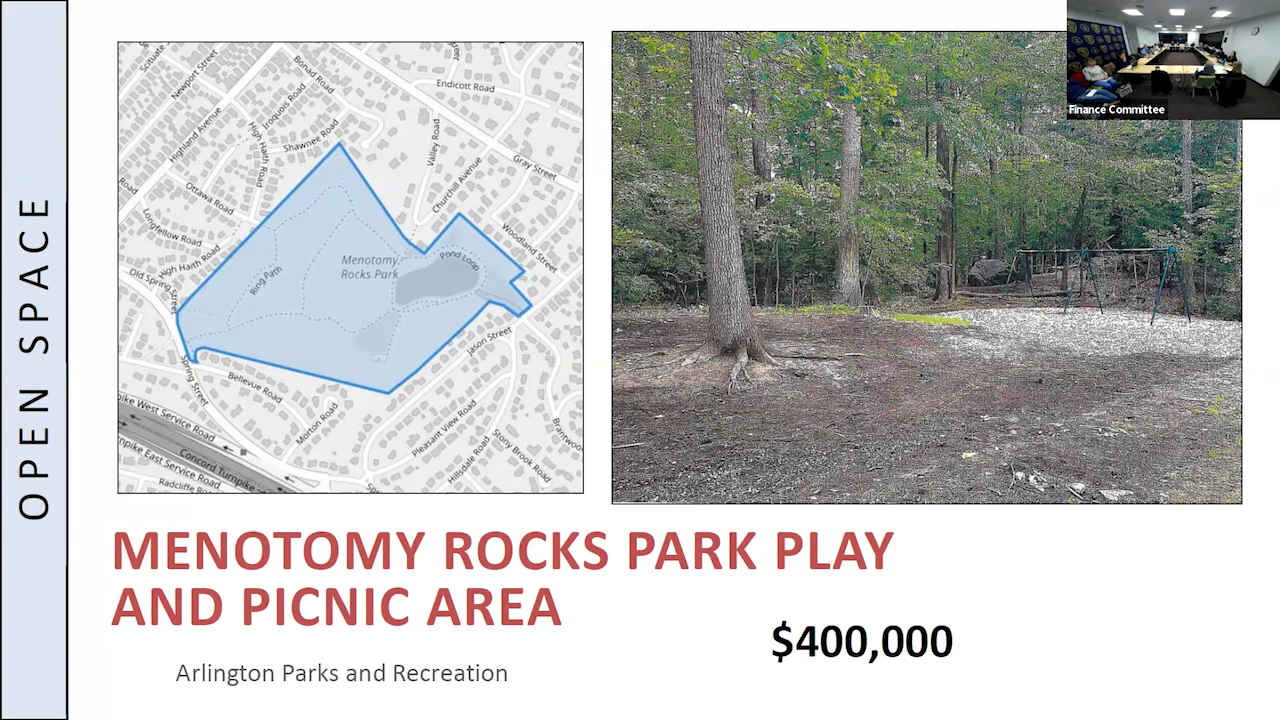 OPEN SPACE
Scituate
Newport Street
Highland Avenue
Bonad Road
Iroquois Road
High Haith Road
Shawnee Road
Endicott Road
Valley Road
Churchill Avenue
Gray Street
Road
Ottawa Road
Longfellow Road
High Haith Road
Old Spring Street
Woodland Street
Menotomy
Rocks Park
Pond Loop
Ring Path
Jason Street
Spring Street
Bellevue Road
Morton Road
Pleasant View Road
Hillsdale Road
Stony Brook Road
pike West Service Road
Concord Turnpike
npike East Service Road
Radcliffe Ro
Finance Committee
MENOTOMY ROCKS PARK PLAY
AND PICNIC AREA
$400,000
Arlington Parks and Recreation